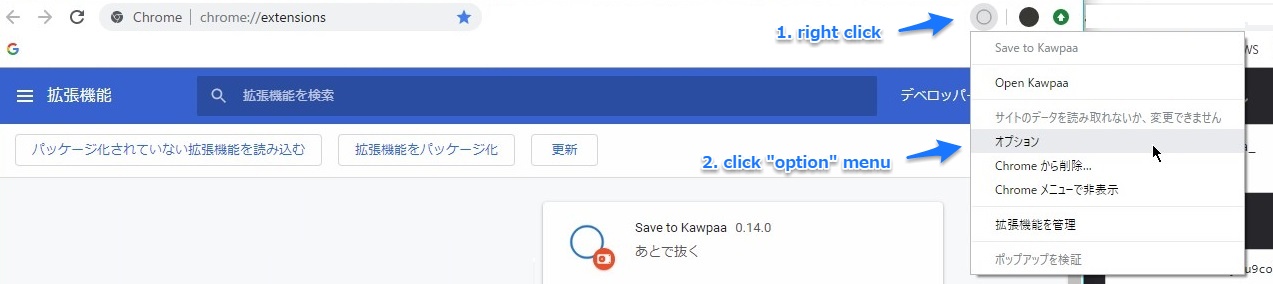 Chrome | chrome://extensions
1. right click
Save to Kawpaa
WS
Open Kawpaa
拡張機能
拡張機能を検索
デベロッパー
サイトのデータを読み取れないか、変更できません
パッケージ化されていない拡張機能を読み込む
拡張機能をパッケージ化
更新
2. click "option" menu
オプション
Chrome から削除...
Chrome メニューで非表示
拡張機能を管理
ポップアップを検証
Save to Kawpaa 0.14.0
あとで抜く